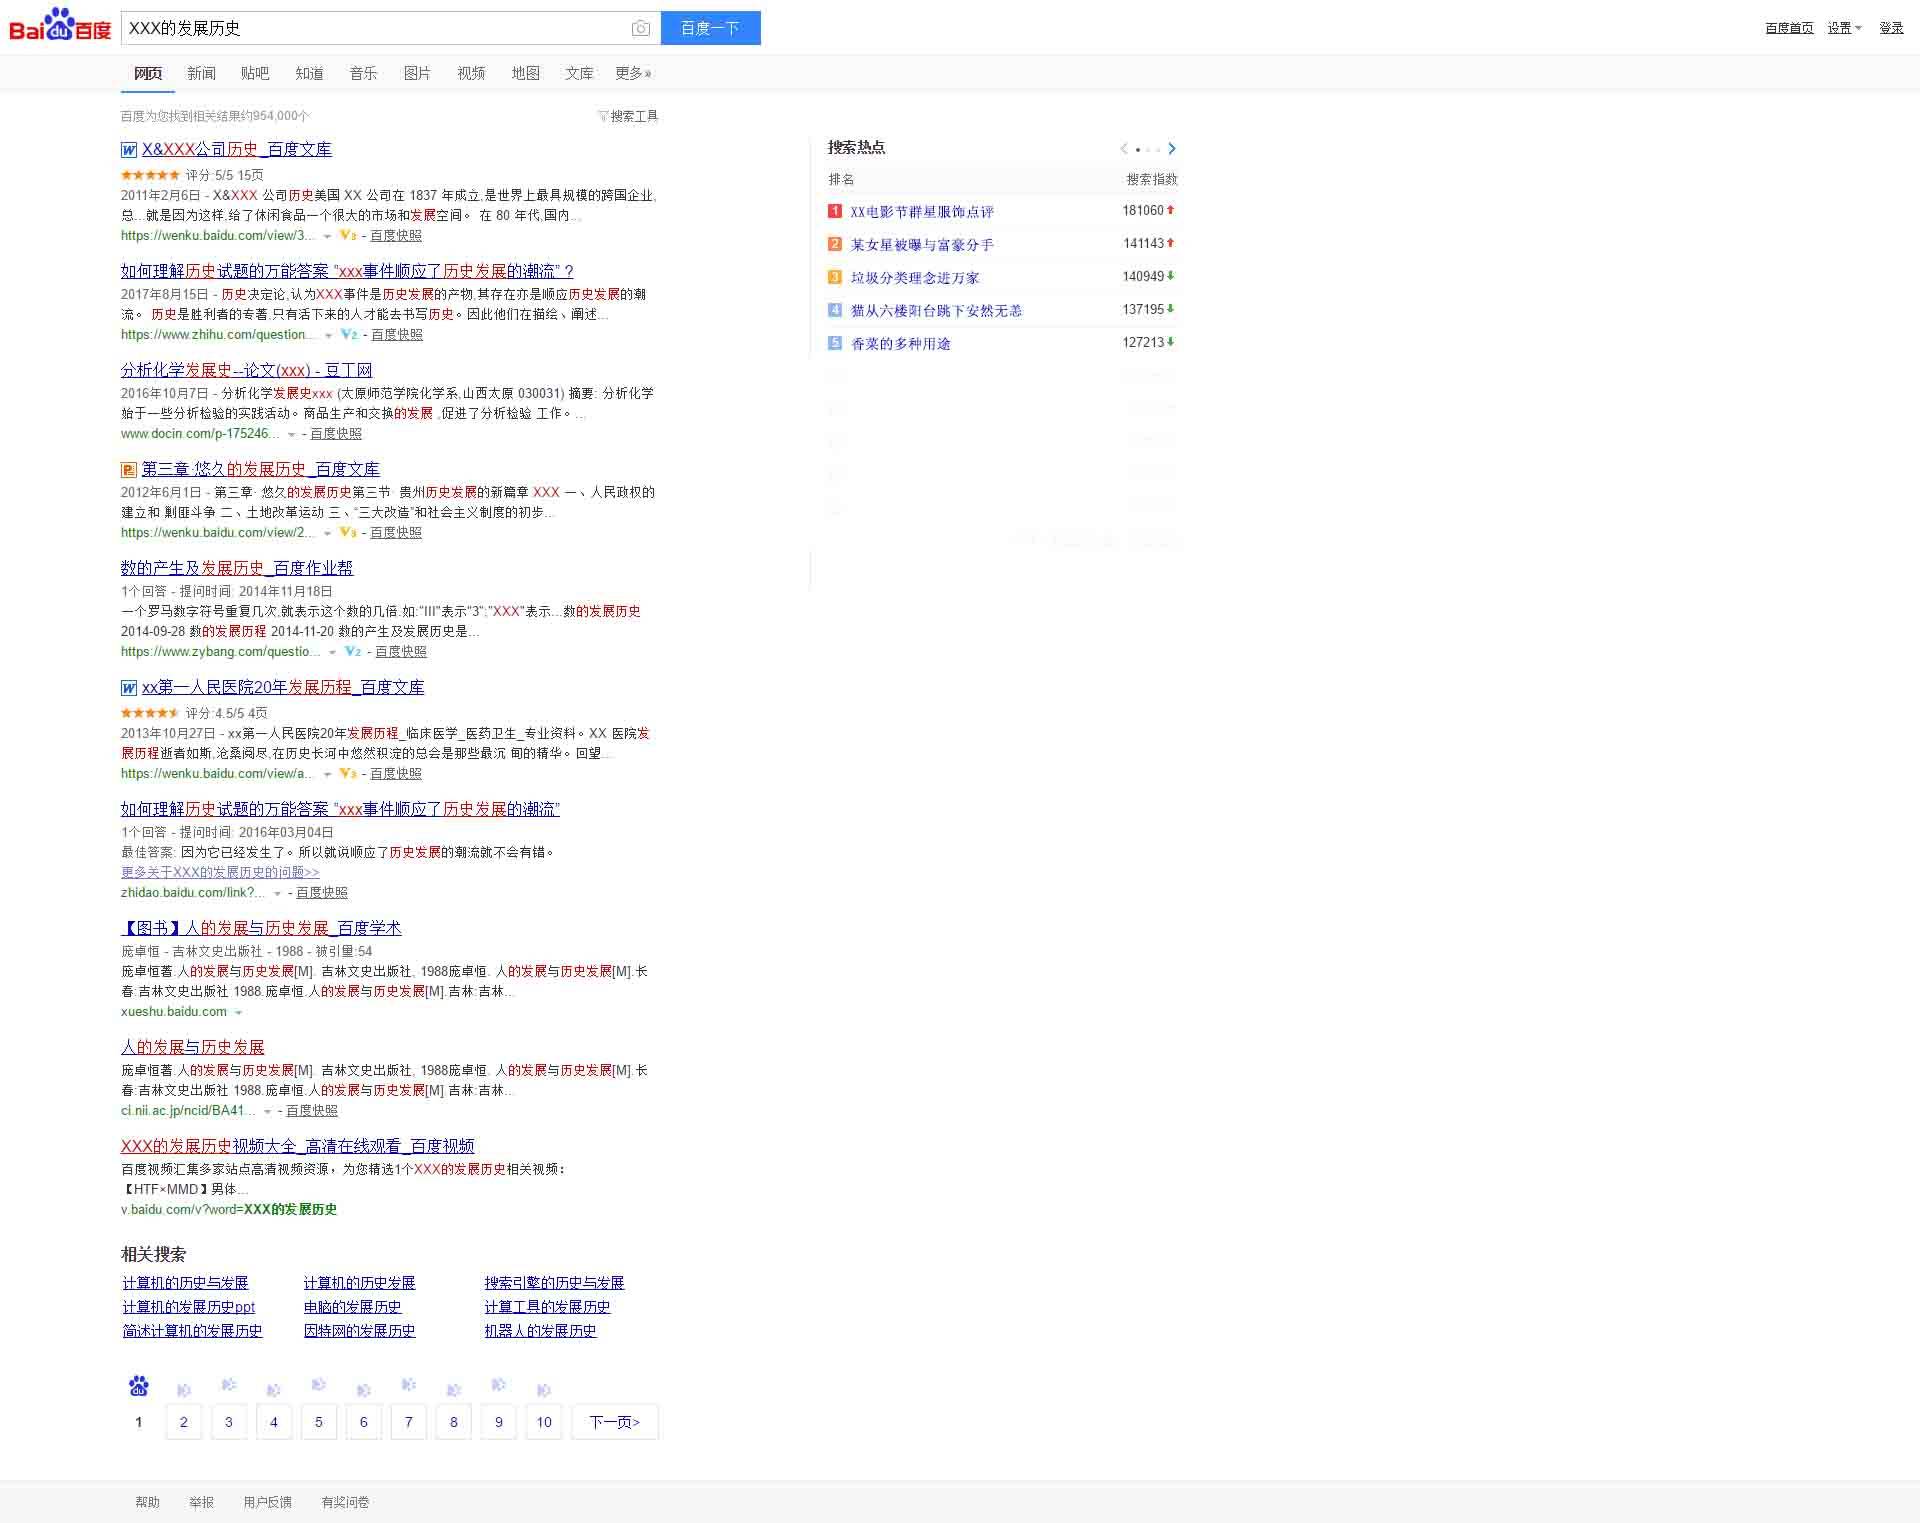 Bai du 百度
XXX的发展历史
百度一下
百度首页 设置 登录
网页 新闻 贴吧 知道 音乐 图片 视频 地图 文库 更多»
百度为您找到相关结果约954,000个
搜索工具
X&XXX公司历史_百度文库
评分:5/5 15页
2011年2月6日 - X&XXX 公司历史美国 XX 公司在 1837 年成立,是世界上最具规模的跨国企业,
总...就是因为这样,给了休闲食品一个很大的市场和发展空间。 在 80 年代,国内...
https://wenku.baidu.com/view/3... V3 - 百度快照
如何理解历史试题的万能答案 "xxx事件顺应了历史发展的潮流" ?
2017年8月15日 - 历史决定论,认为XXX事件是历史发展的产物,其存在亦是顺应历史发展的潮
流。 历史是胜利者的专著,只有活下来的人才能去书写历史。因此他们在描绘、阐述...
https://www.zhihu.com/question... V2 - 百度快照
分析化学发展史--论文(xxx) - 豆丁网
2016年10月7日 - 分析化学发展史xxx (太原师范学院化学系,山西太原 030031) 摘要: 分析化学
始于一些分析检验的实践活动。商品生产和交换的发展 ,促进了分析检验 工作。...
www.docin.com/p-175246... - 百度快照
第三章·悠久的发展历史_百度文库
2012年6月1日 - 第三章· 悠久的发展历史第三节· 贵州历史发展的新篇章 XXX 一、人民政权的
建立和 剿匪斗争 二、土地改革运动 三、“三大改造”和社会主义制度的初步...
https://wenku.baidu.com/view/2... V3 - 百度快照
数的产生及发展历史_百度作业帮
1个回答 - 提问时间: 2014年11月18日
一个罗马数字符号重复几次,就表示这个数的几倍.如:"III"表示"3";"XXX"表示...数的发展历史
2014-09-28 数的发展历程 2014-11-20 数的产生及发展历史是...
https://www.zybang.com/questio... V2 - 百度快照
xx第一人民医院20年发展历程_百度文库
评分:4.5/5 4页
2013年10月27日 - xx第一人民医院20年发展历程_临床医学_医药卫生_专业资料。XX 医院发
展历程逝者如斯,沧桑阅尽,在历史长河中悠然积淀的总会是那些最沉 甸的精华。回望...
https://wenku.baidu.com/view/a... V3 - 百度快照
如何理解历史试题的万能答案 "xxx事件顺应了历史发展的潮流"
1个回答 - 提问时间: 2016年03月04日
最佳答案: 因为它已经发生了。所以就说顺应了历史发展的潮流就不会有错。
更多关于XXX的发展历史的问题>>
zhidao.baidu.com/link?... - 百度快照
【图书】人的发展与历史发展_百度学术
庞卓恒 - 吉林文史出版社 - 1988 - 被引量:54
庞卓恒著.人的发展与历史发展[M]. 吉林文史出版社, 1988庞卓恒. 人的发展与历史发展[M].长
春:吉林文史出版社 1988.庞卓恒.人的发展与历史发展[M].吉林:吉林...
xueshu.baidu.com
人的发展与历史发展
庞卓恒著.人的发展与历史发展[M]. 吉林文史出版社, 1988庞卓恒. 人的发展与历史发展[M].长
春:吉林文史出版社 1988.庞卓恒.人的发展与历史发展[M].吉林:吉林...
ci.nii.ac.jp/ncid/BA41... - 百度快照
XXX的发展历史视频大全_高清在线观看_百度视频
百度视频汇集多家站点高清视频资源，为您精选1个XXX的发展历史相关视频：
【HTF×MMD】男体...
v.baidu.com/v?word=XXX的发展历史
相关搜索
计算机的历史与发展 计算机的历史发展 搜索引擎的历史与发展
计算机的发展历史ppt 电脑的发展历史 计算工具的发展历史
简述计算机的发展历史 因特网的发展历史 机器人的发展历史
du
1 2 3 4 5 6 7 8 9 10 下一页>
搜索热点
排名 搜索指数
1 XX电影节群星服饰点评 181060
2 某女星被曝与富豪分手 141143
3 垃圾分类理念进万家 140949
4 猫从六楼阳台跳下安然无恙 137195
5 香菜的多种用途 127213
帮助 举报 用户反馈 有奖问卷